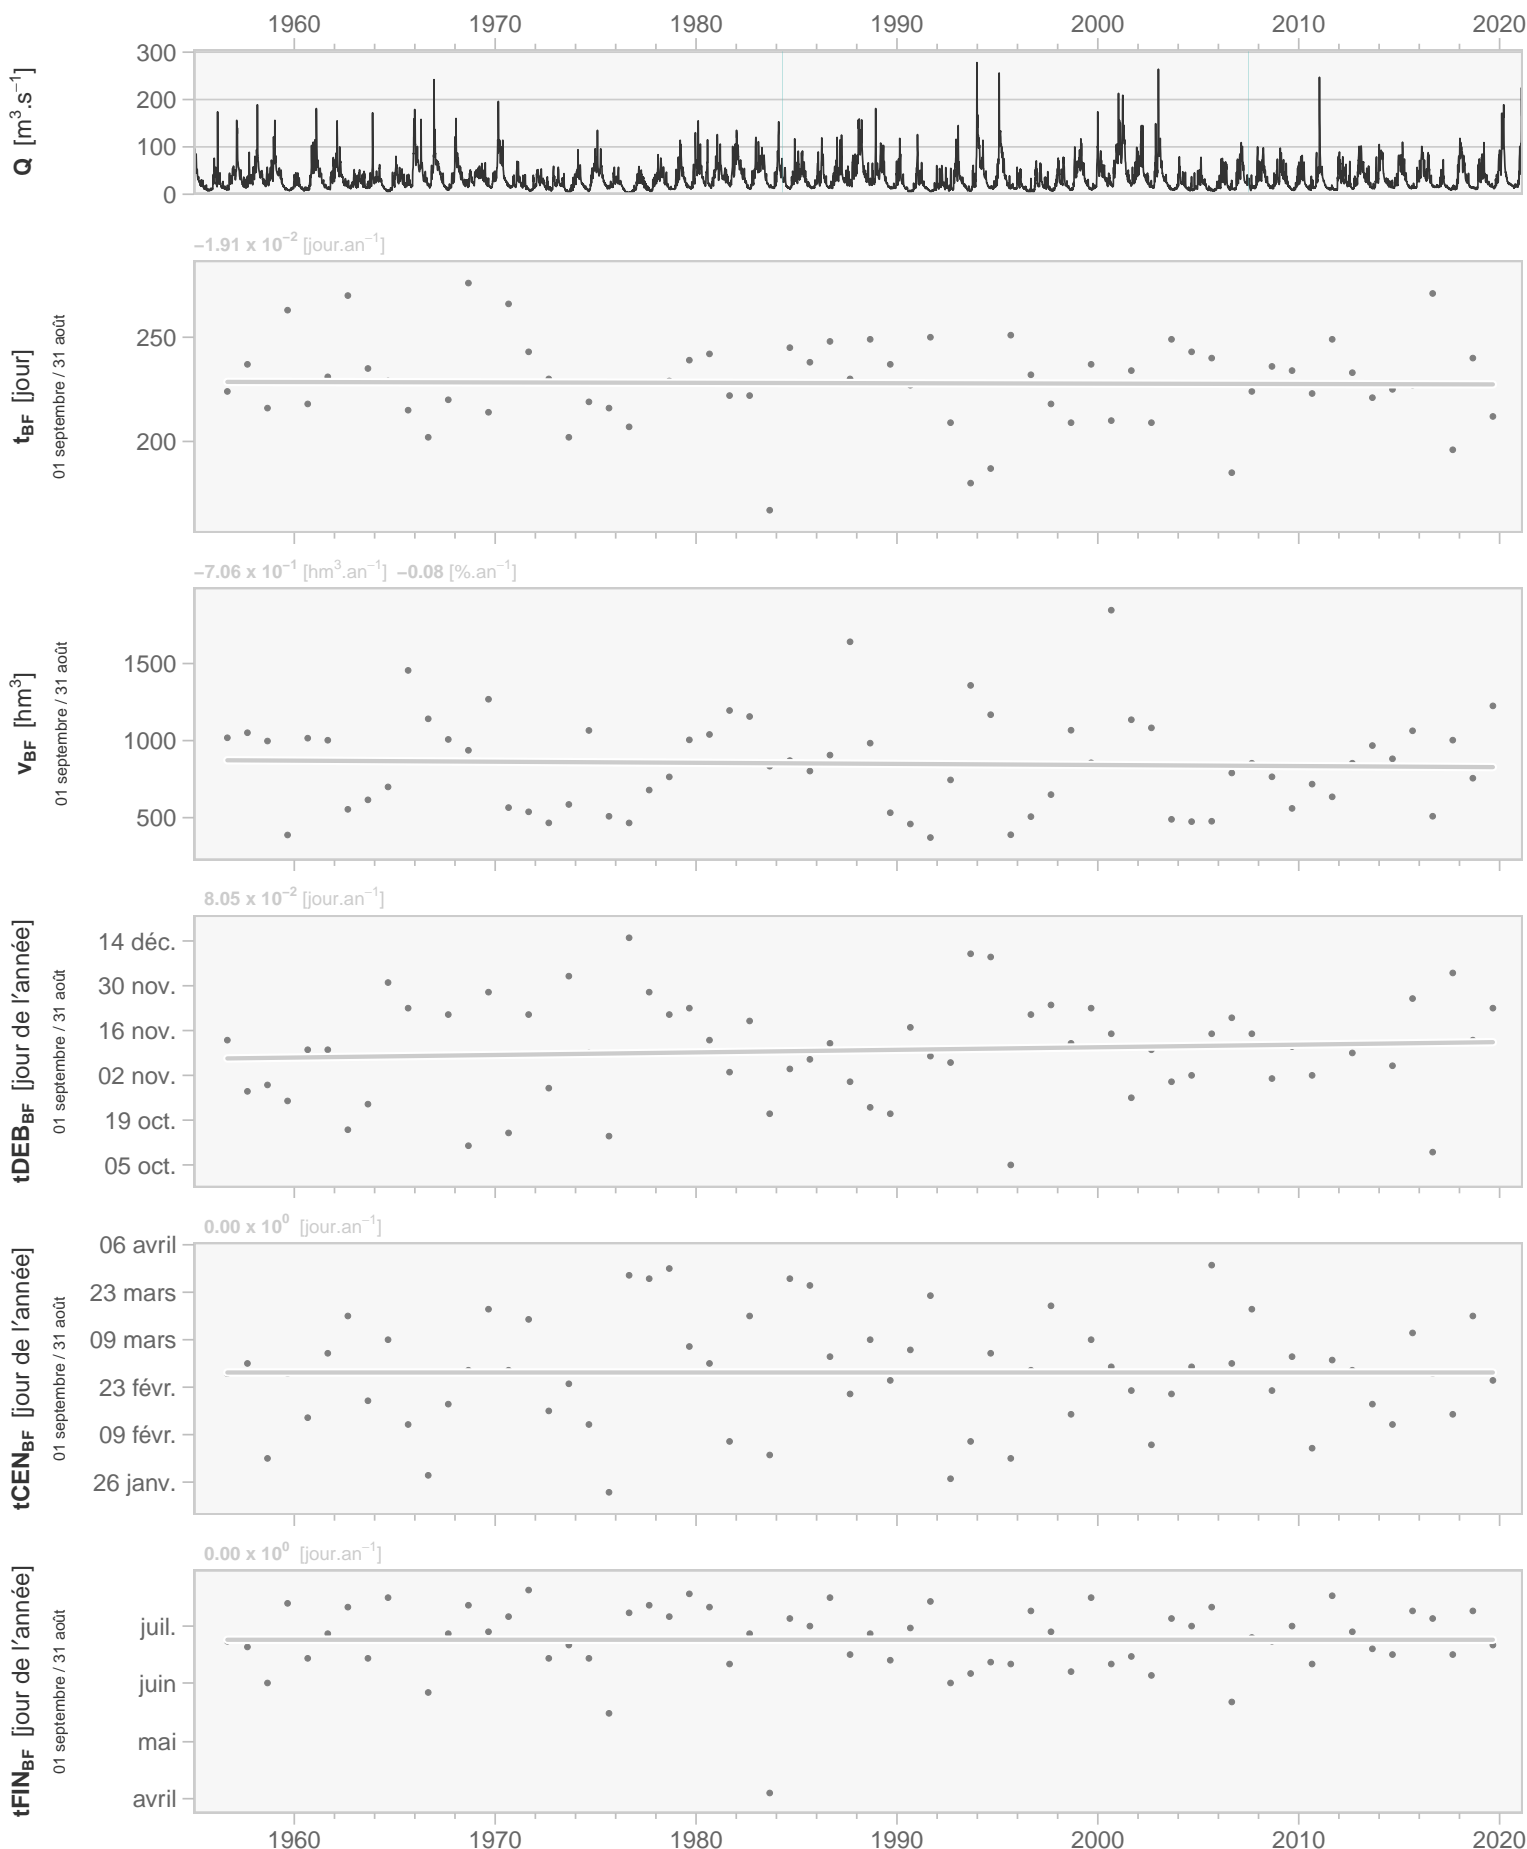 1960 1970 1980 1990 2000 2010 2020
Q [m³.s⁻¹]
300
200
100
0
−1.91 x 10⁻² [jour.an⁻¹]
t_BF [jour]
01 septembre / 31 août
250
200
−7.06 x 10⁻¹ [hm³.an⁻¹] −0.08 [%.an⁻¹]
v_BF [hm³]
01 septembre / 31 août
1500
1000
500
8.05 x 10⁻² [jour.an⁻¹]
tDEB_BF [jour de l'année]
01 septembre / 31 août
14 déc.
30 nov.
16 nov.
02 nov.
19 oct.
05 oct.
0.00 x 10⁰ [jour.an⁻¹]
tCEN_BF [jour de l'année]
01 septembre / 31 août
06 avril
23 mars
09 mars
23 févr.
09 févr.
26 janv.
0.00 x 10⁰ [jour.an⁻¹]
tFIN_BF [jour de l'année]
01 septembre / 31 août
juil.
juin
mai
avril
1960 1970 1980 1990 2000 2010 2020